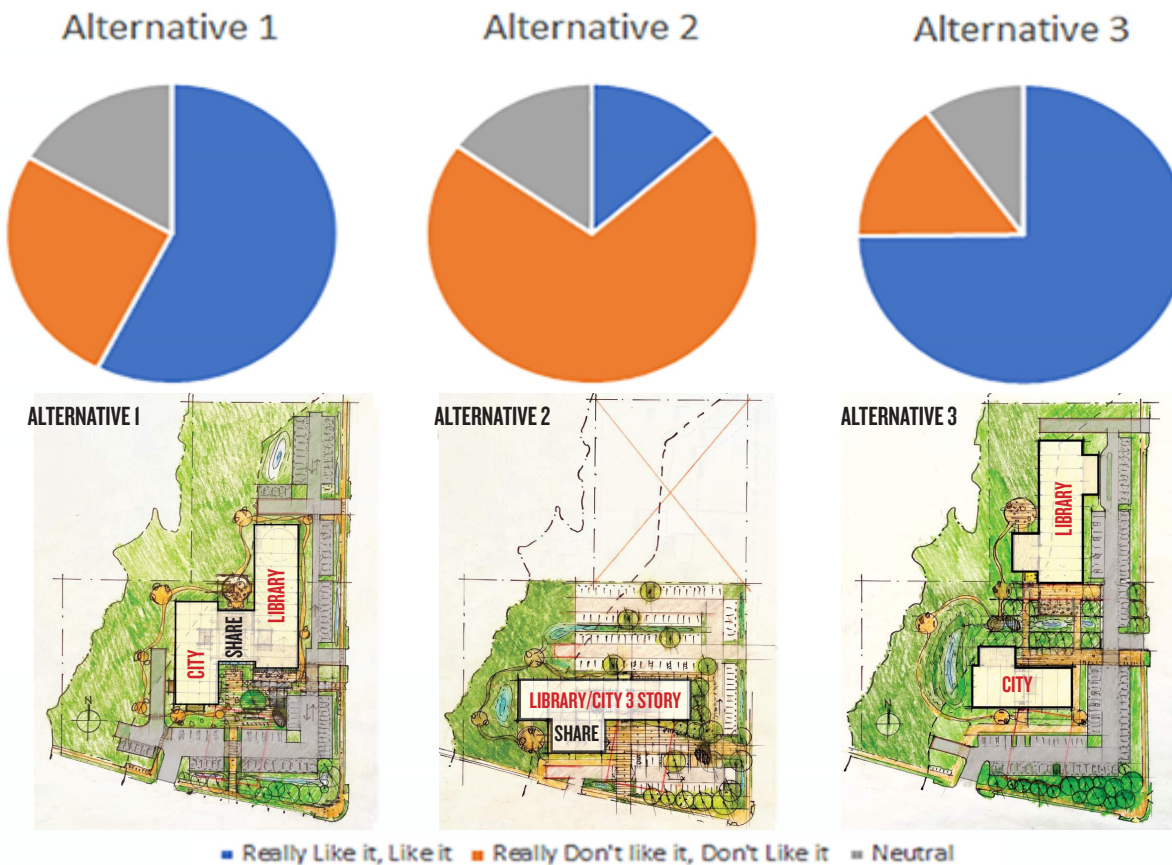 Alternative 1
Alternative 2
Alternative 3
ALTERNATIVE 1
LIBRARY
SHARE
CITY
N
ALTERNATIVE 2
LIBRARY/CITY 3 STORY
SHARE
ALTERNATIVE 3
LIBRARY
CITY
N
Really Like it, Like it
Really Don't like it, Don't Like it
Neutral